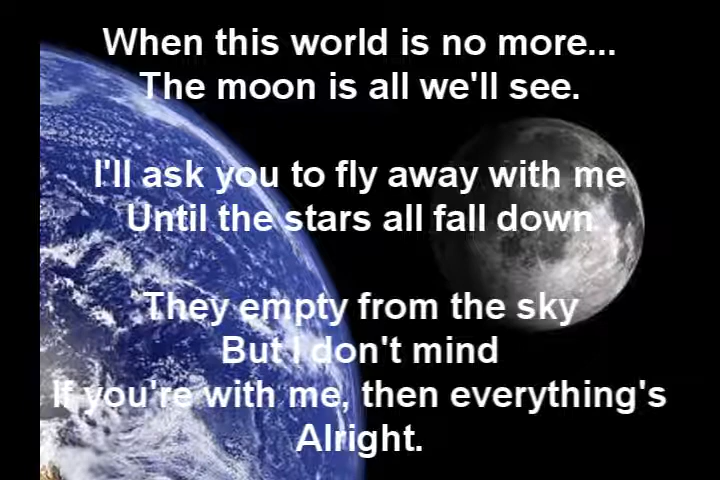 When this world is no more...
The moon is all we'll see.
I'll ask you to fly away with me
Until the stars all fall down
They empty from the sky
But I don't mind
If you're with me, then everything's
Alright.